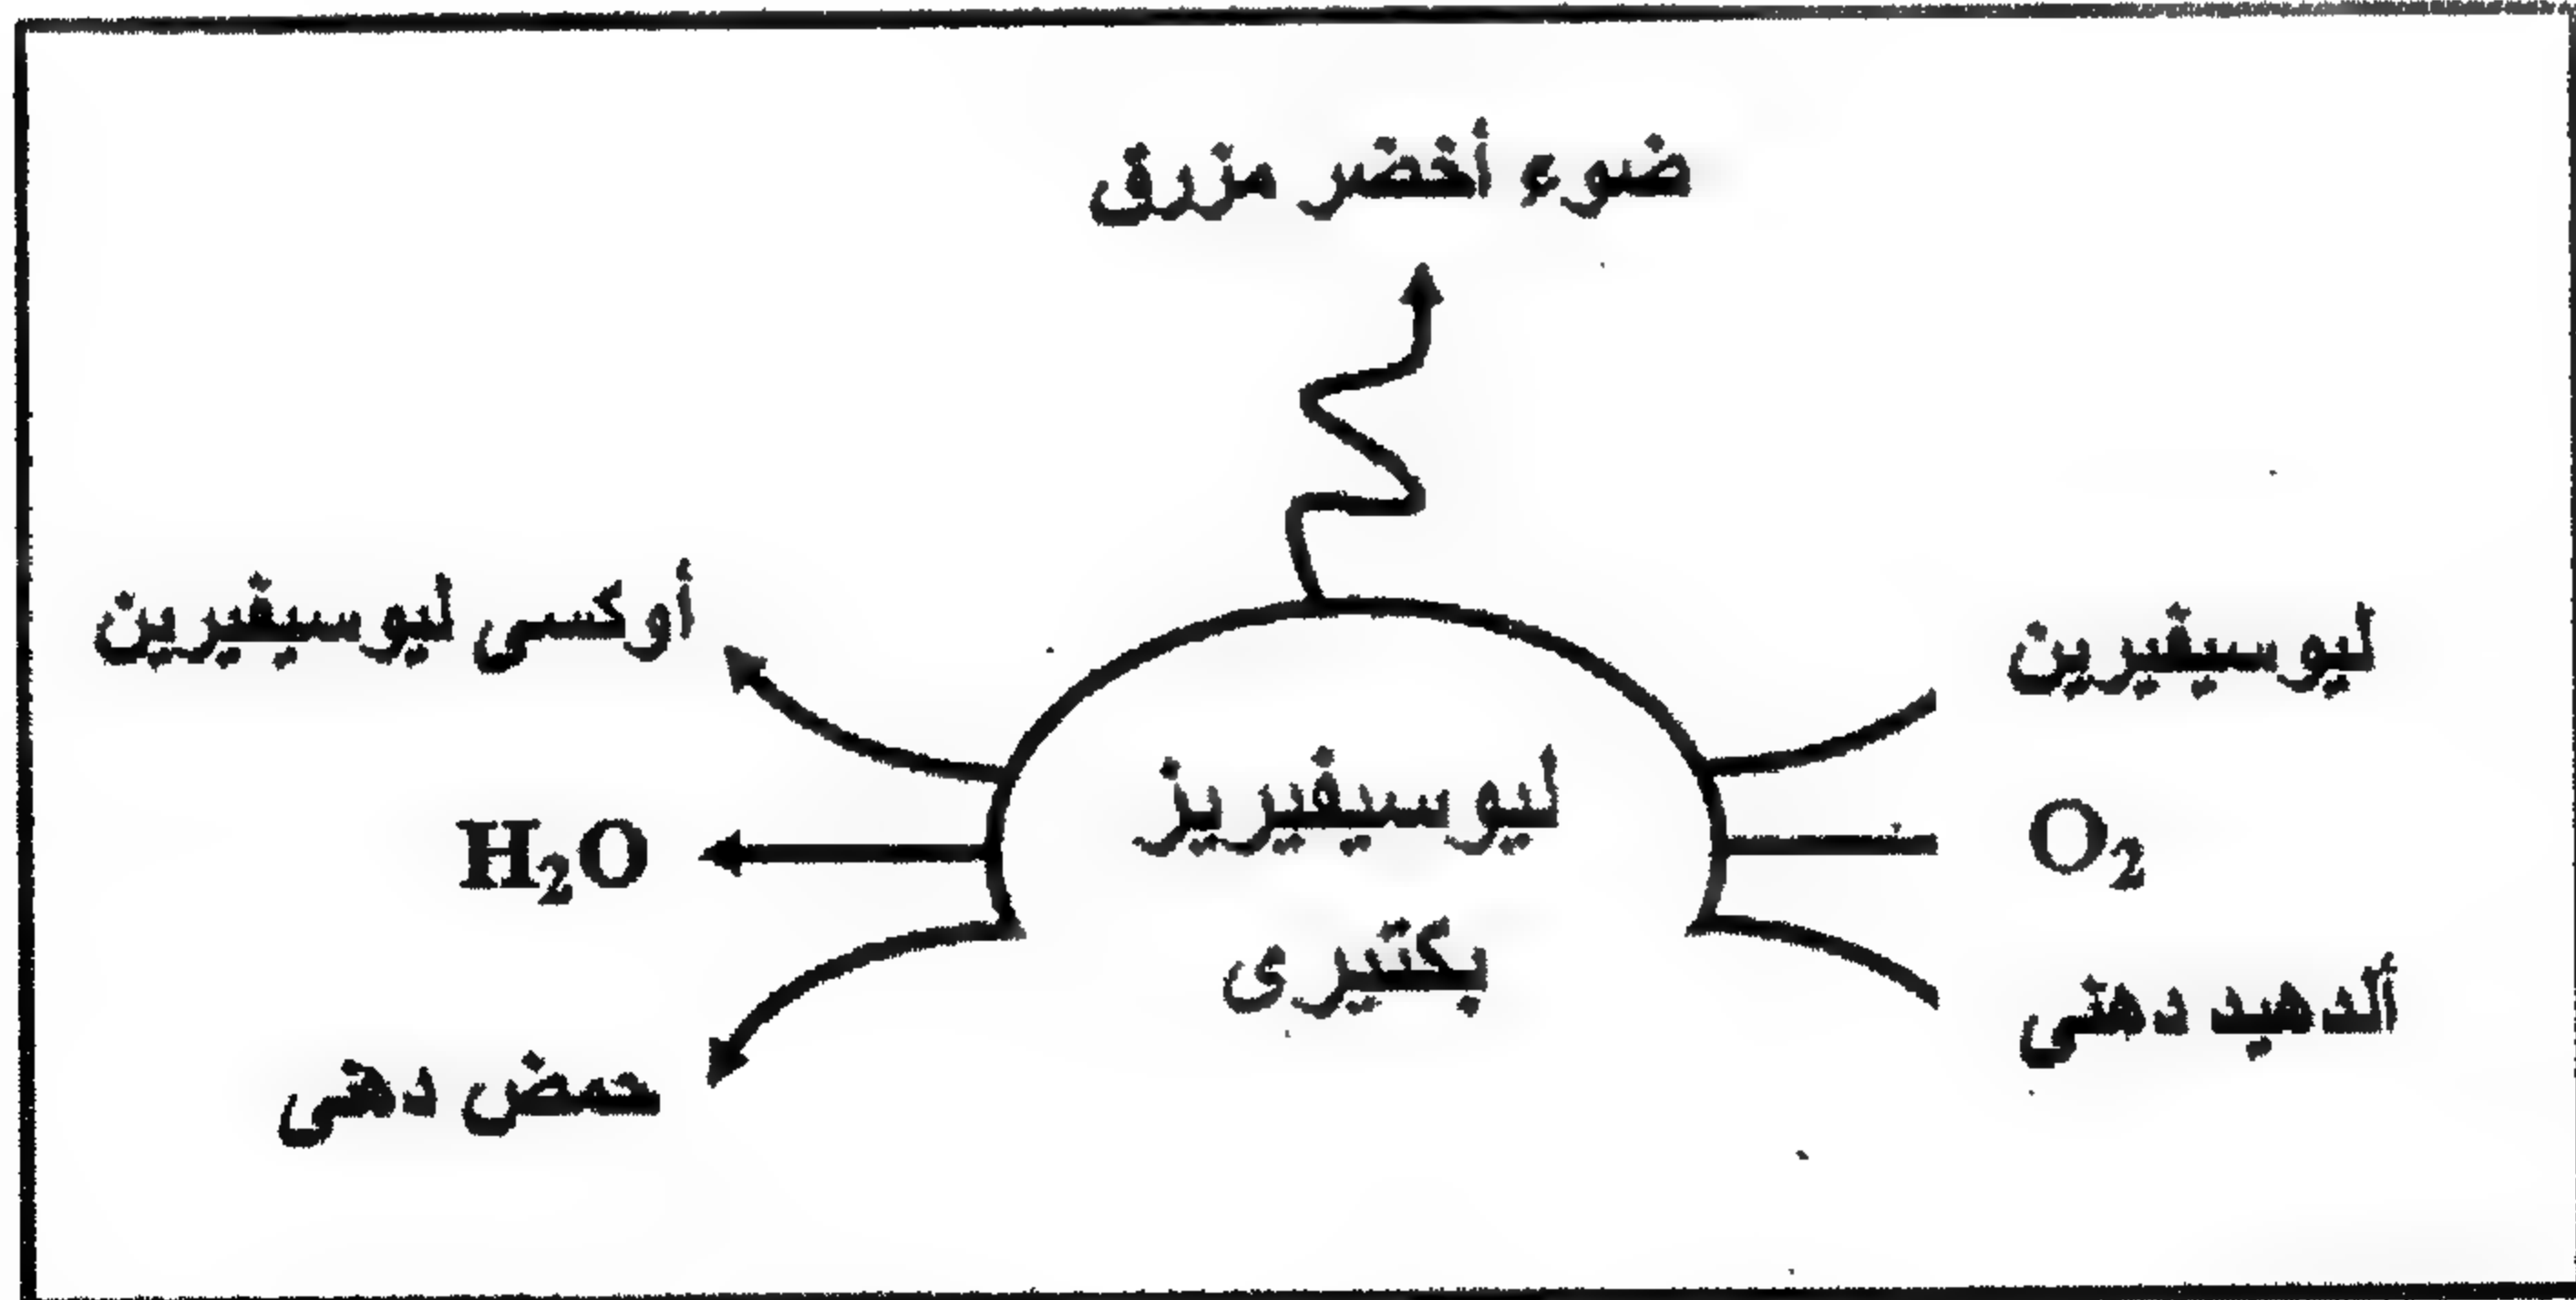 ضوء أخضر مزرق
ليوسيفيرين
O₂
ألدهيد دهنى
ليوسيفيريز
بكتيرى
أوكسى ليوسيفيرين
H₂O
حمض دهنى